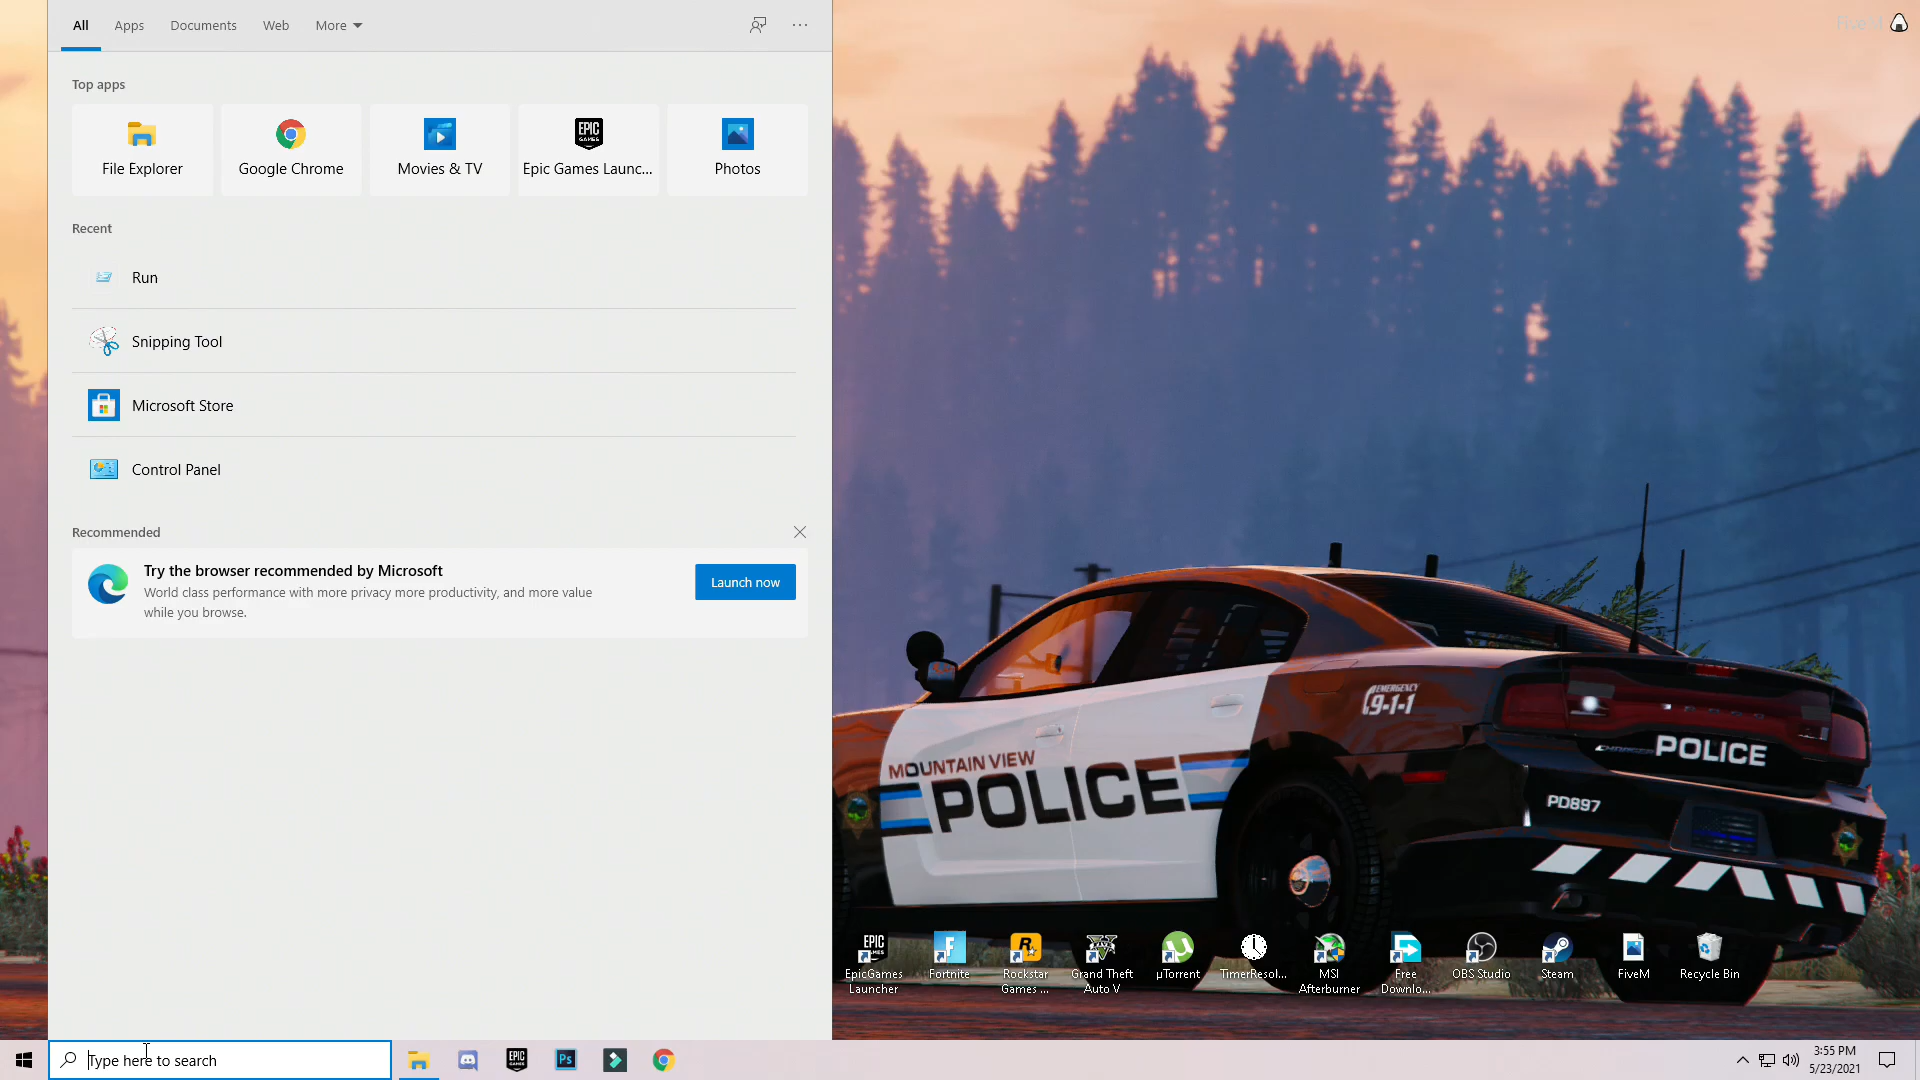 All
Apps
Documents
Web
More
Top apps
EPIC
GAMES
File Explorer
Google Chrome
Movies & TV
Epic Games Launc...
Photos
Recent
Run
Snipping Tool
Microsoft Store
Control Panel
Recommended
Try the browser recommended by Microsoft
World class performance with more privacy more productivity, and more value
while you browse.
Launch now
FiveM
EMERGENCY
9-1-1
POLICE
MOUNTAIN VIEW
POLICE
PD897
EpicGames
Launcher
Fortnite
Rockstar
Games ...
Grand Theft
Auto V
µTorrent
TimerResol...
MSI
Afterburner
Free
Downlo...
OBS Studio
Steam
FiveM
Recycle Bin
Type here to search
Ps
3:55 PM
5/23/2021